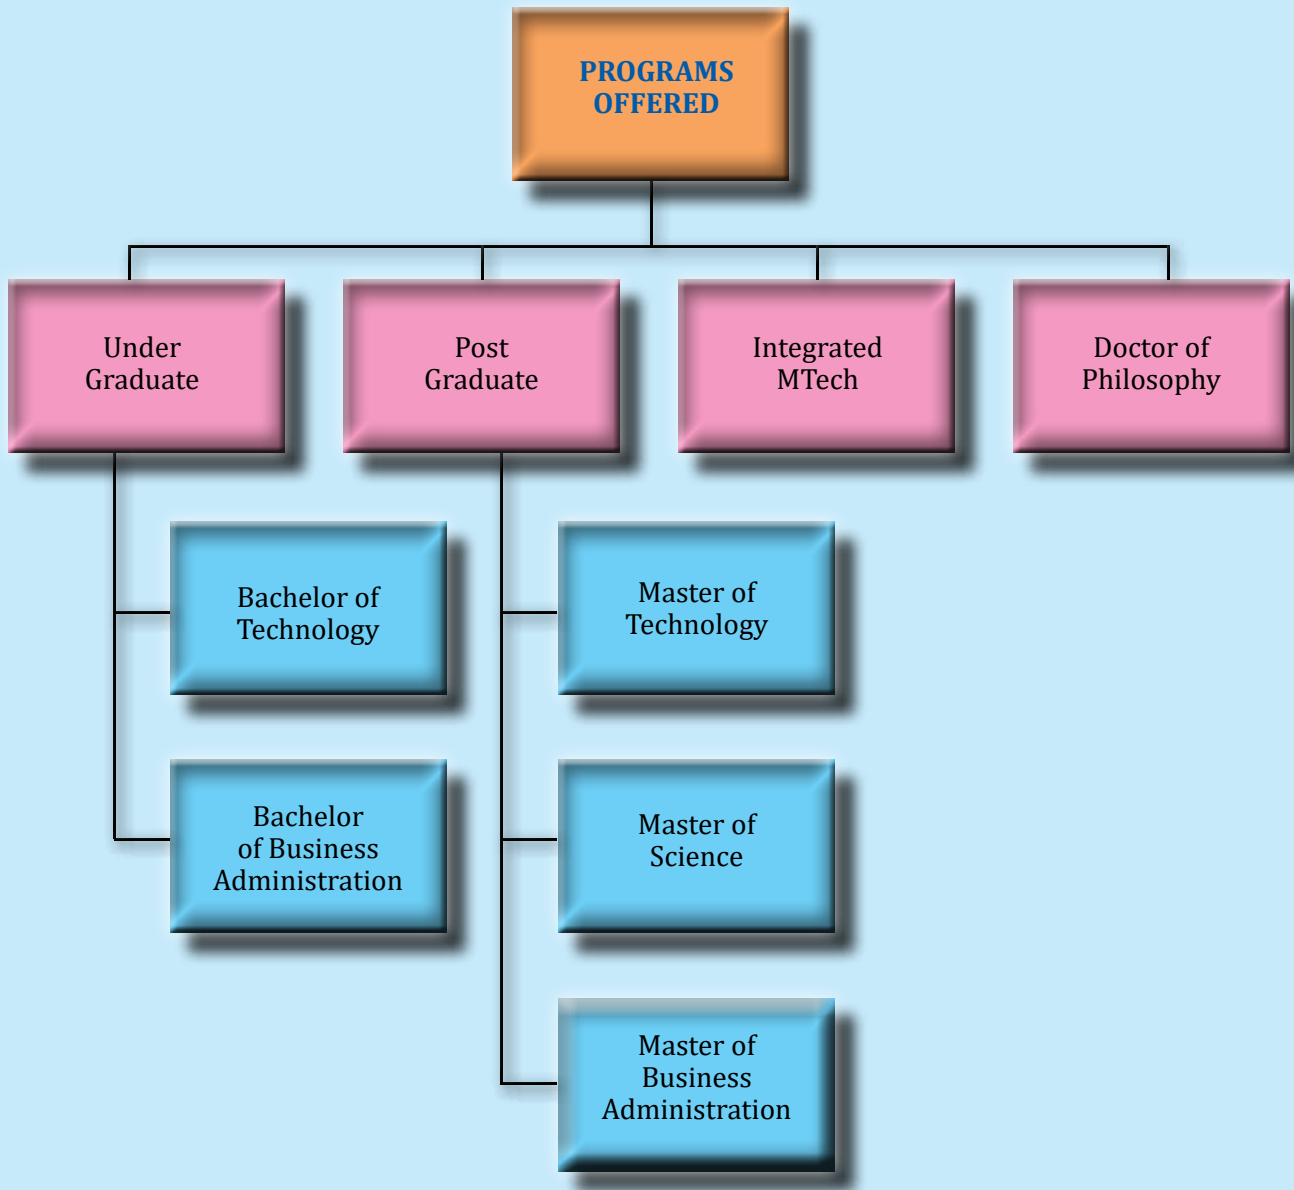 PROGRAMS
OFFERED
Under
Graduate
Post
Graduate
Integrated
MTech
Doctor of
Philosophy
Bachelor of
Technology
Master of
Technology
Bachelor
of Business
Administration
Master of
Science
Master of
Business
Administration